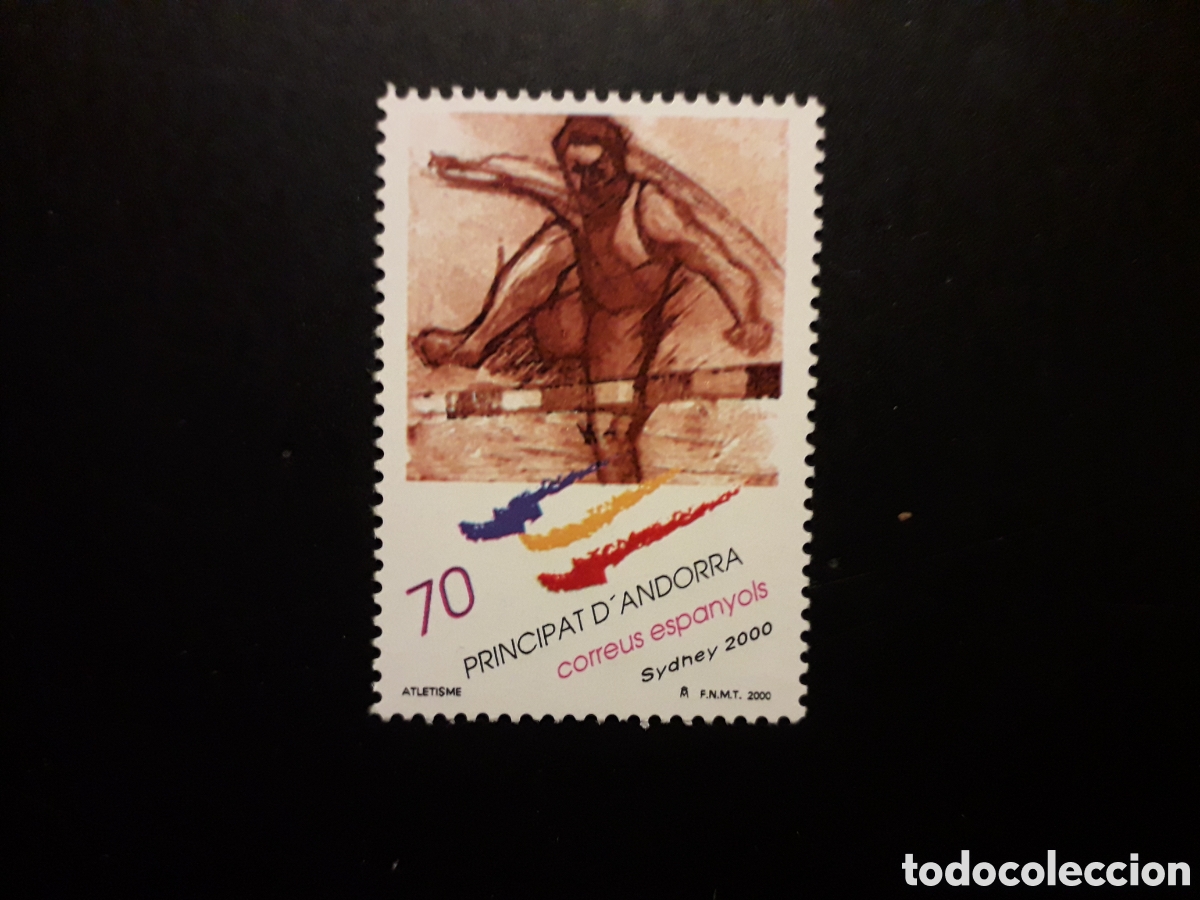 70
PRINCIPAT D´ANDORRA
correus espanyols
Sydney 2000
ATLETISME
F.N.M.T. 2000
todocoleccion